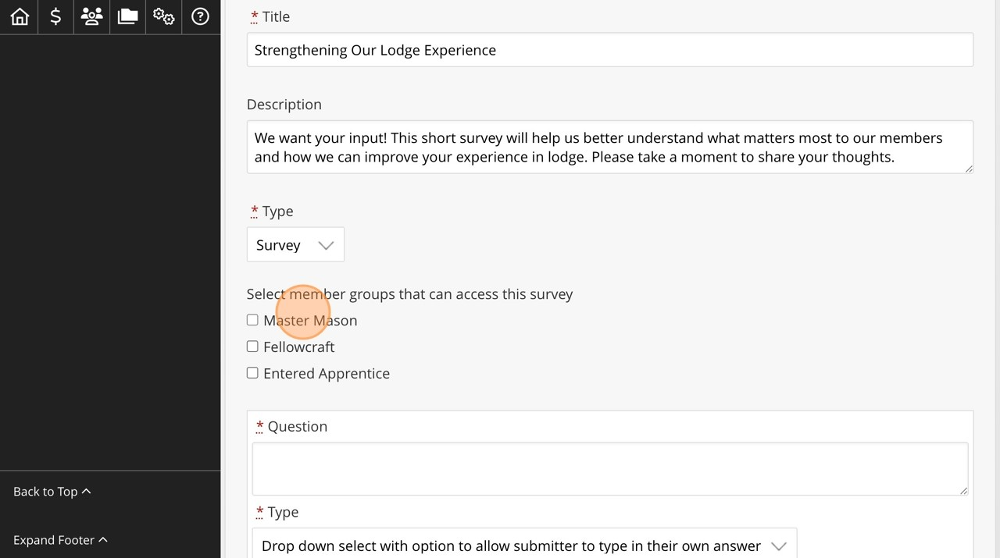 * Title
Strengthening Our Lodge Experience
Description
We want your input! This short survey will help us better understand what matters most to our members
and how we can improve your experience in lodge. Please take a moment to share your thoughts.
* Type
Survey
Select member groups that can access this survey
Master Mason
Fellowcraft
Entered Apprentice
* Question
* Type
Drop down select with option to allow submitter to type in their own answer
Back to Top
Expand Footer